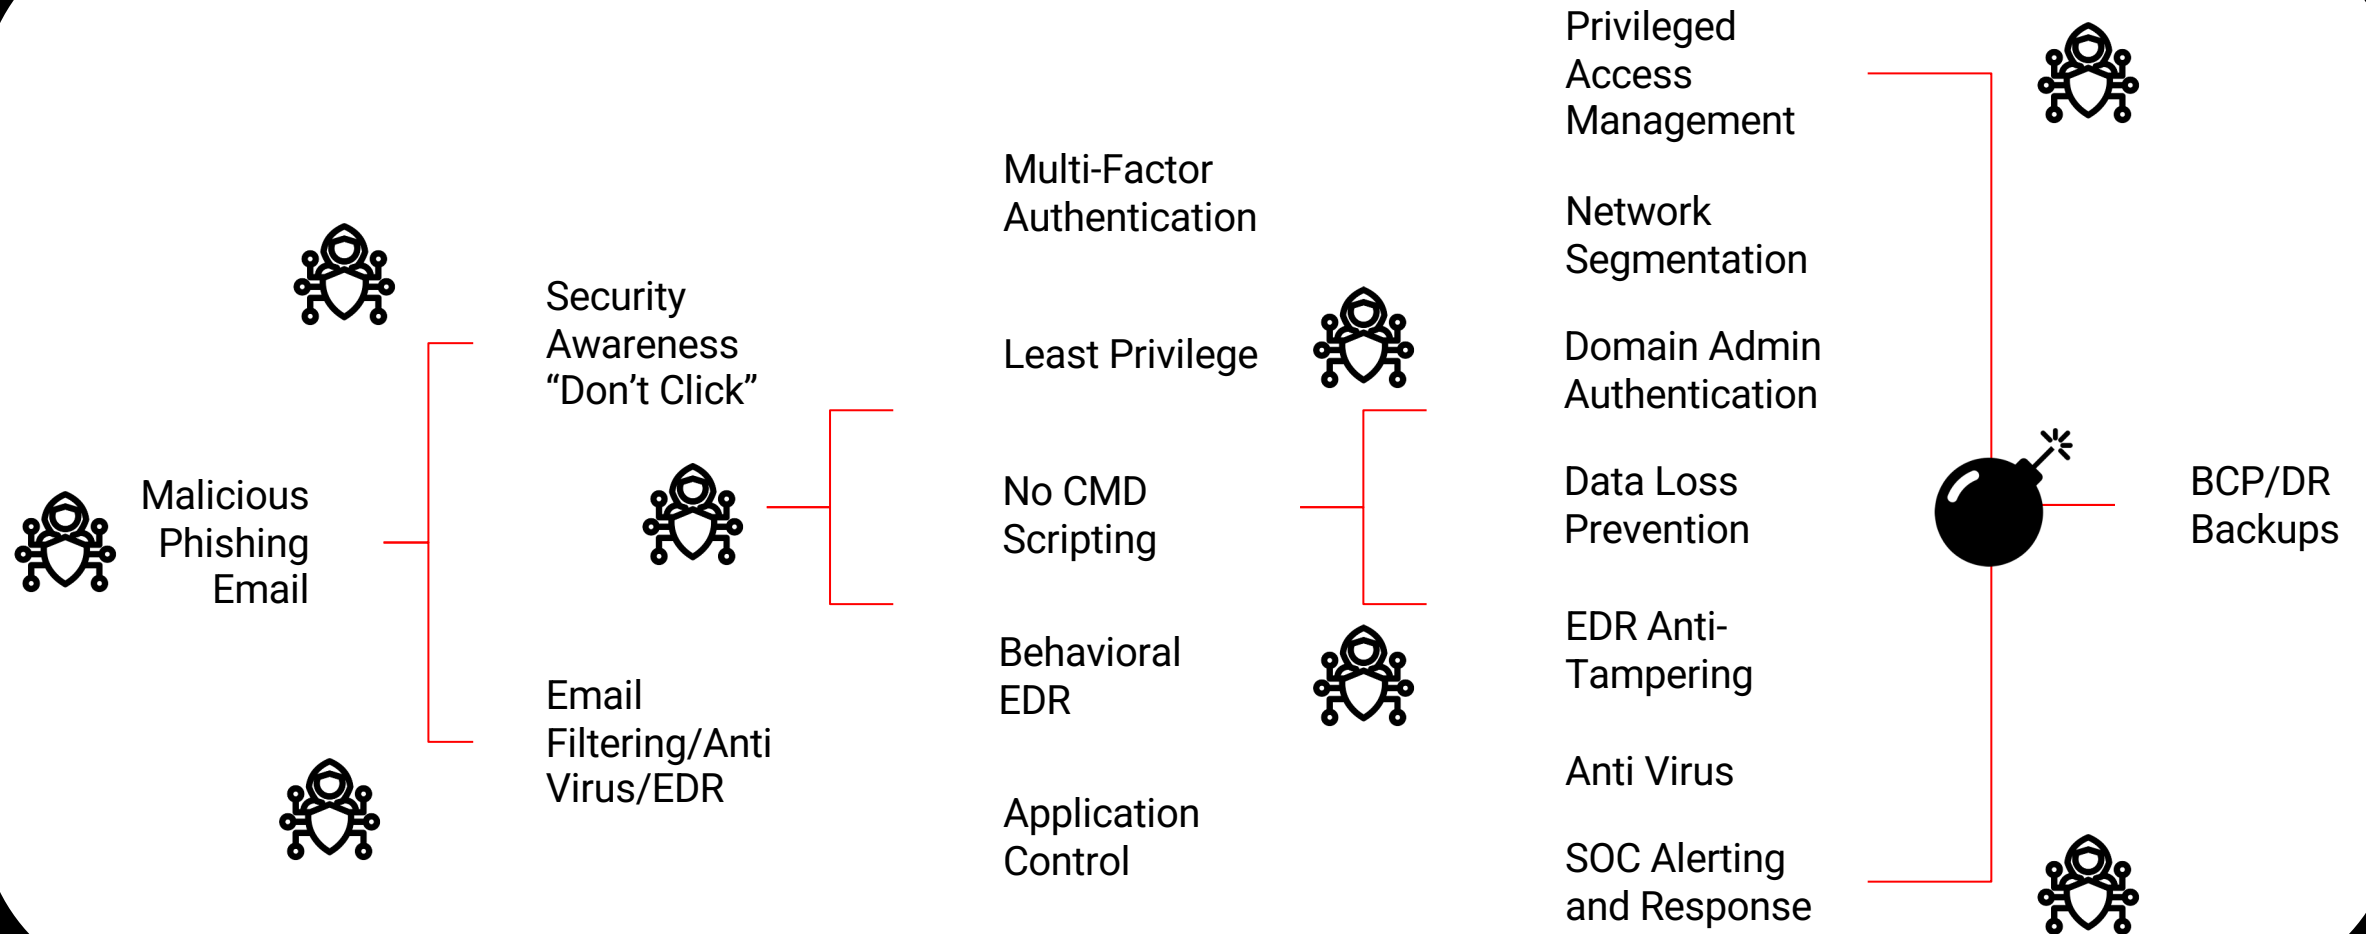 Malicious
Phishing
Email
Security
Awareness
“Don’t Click”
Email
Filtering/Anti
Virus/EDR
Multi-Factor
Authentication
Least Privilege
No CMD
Scripting
Behavioral
EDR
Application
Control
Privileged
Access
Management
Network
Segmentation
Domain Admin
Authentication
Data Loss
Prevention
EDR Anti-
Tampering
Anti Virus
SOC Alerting
and Response
BCP/DR
Backups